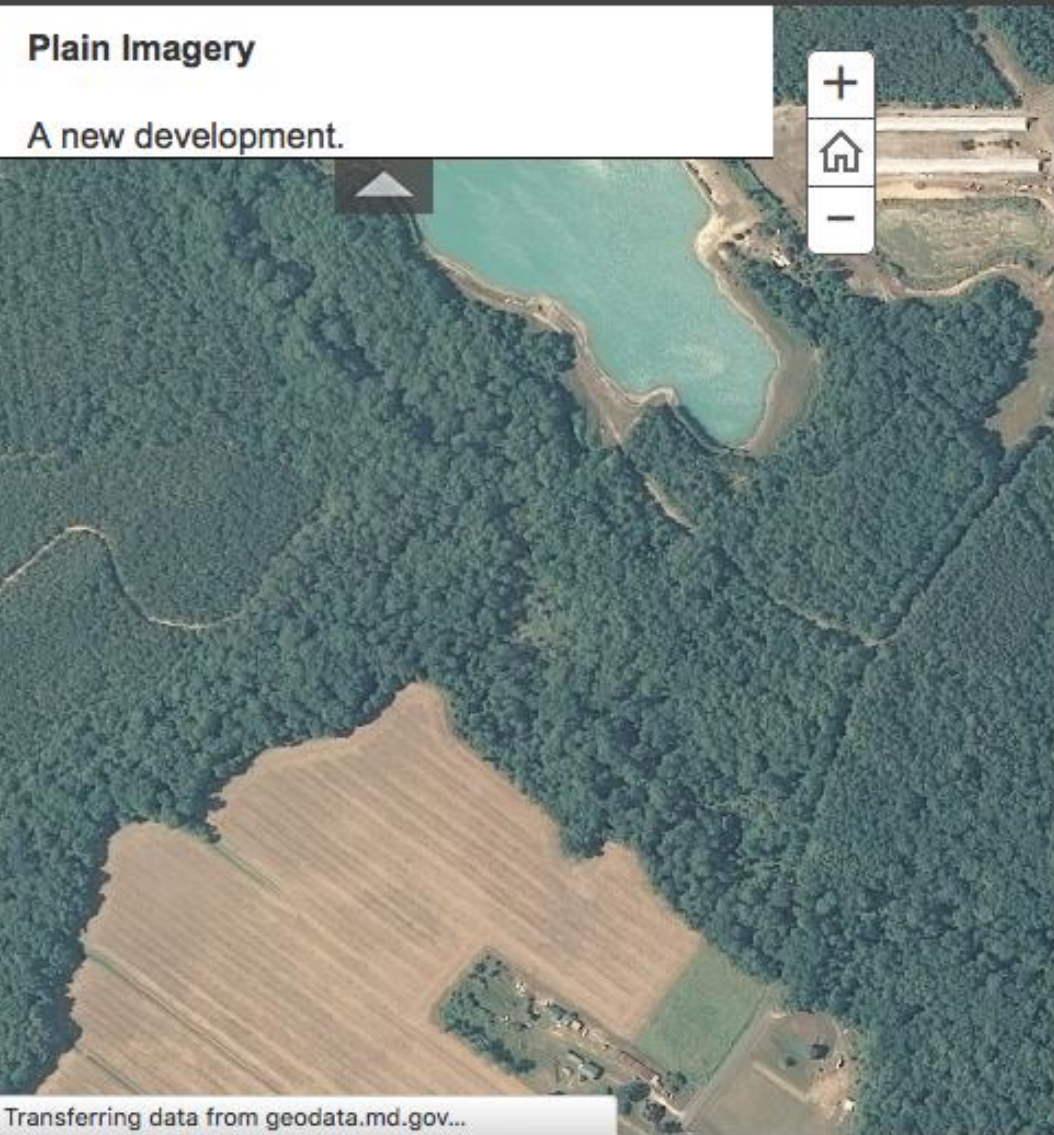 Plain Imagery
A new development.
+
−
Transferring data from geodata.md.gov...